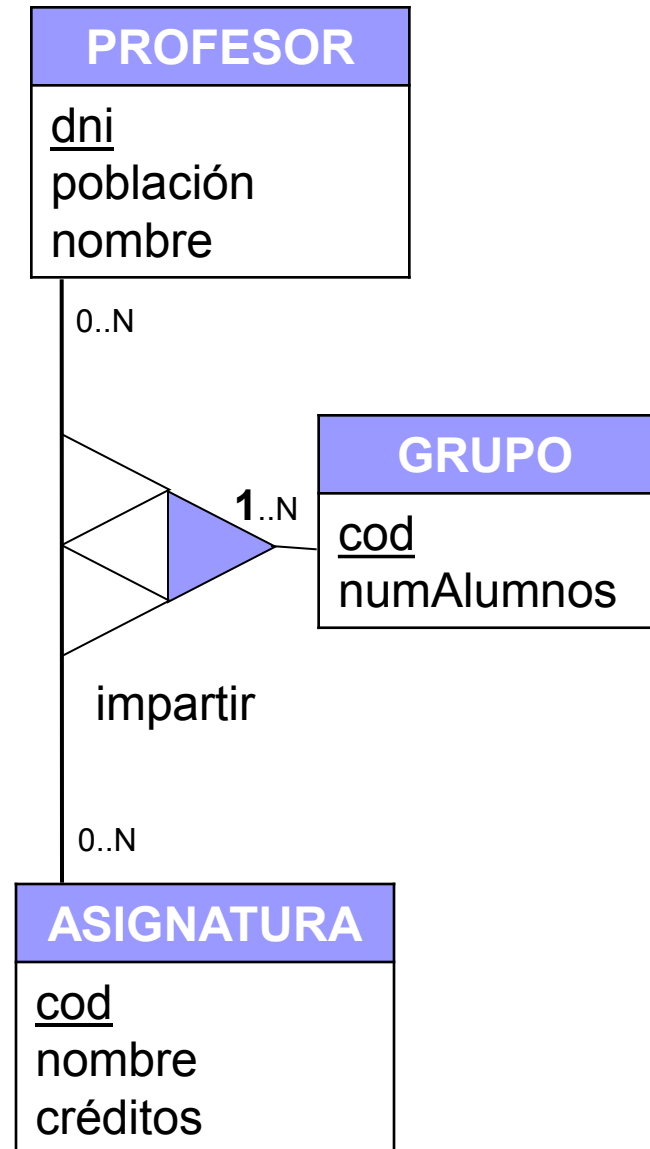 PROFESOR
dni
población
nombre
0..N
1..N
GRUPO
cod
numAlumnos
impartir
0..N
ASIGNATURA
cod
nombre
créditos